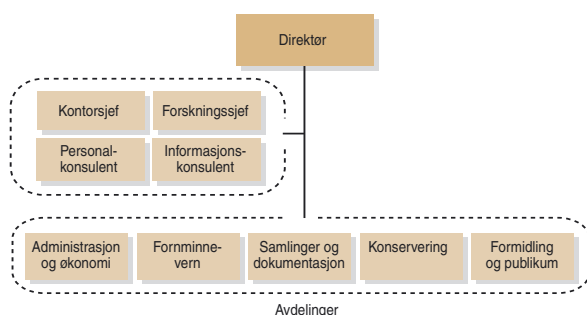 Direktør
Kontorsjef
Forskningssjef
Personal-
konsulent
Informasjons-
konsulent
Administrasjon
og økonomi
Fornminne-
vern
Samlinger og
dokumentasjon
Konservering
Formidling
og publikum
Avdelinger